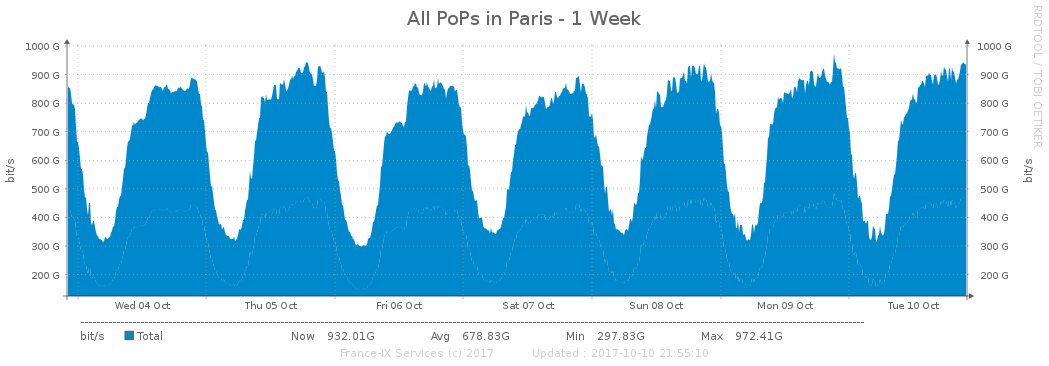 All PoPs in Paris - 1 Week
RRDTOOL / TOBI OETIKER
bit/s
1000 G
900 G
800 G
700 G
600 G
500 G
400 G
300 G
200 G
1000 G
900 G
800 G
700 G
600 G
500 G
400 G
300 G
200 G
bit/s
Wed 04 Oct Thu 05 Oct Fri 06 Oct Sat 07 Oct Sun 08 Oct Mon 09 Oct Tue 10 Oct
bit/s Total Now 932.01G Avg 678.83G Min 297.83G Max 972.41G
France-IX Services (c) 2017 Updated : 2017-10-10 21:55:10